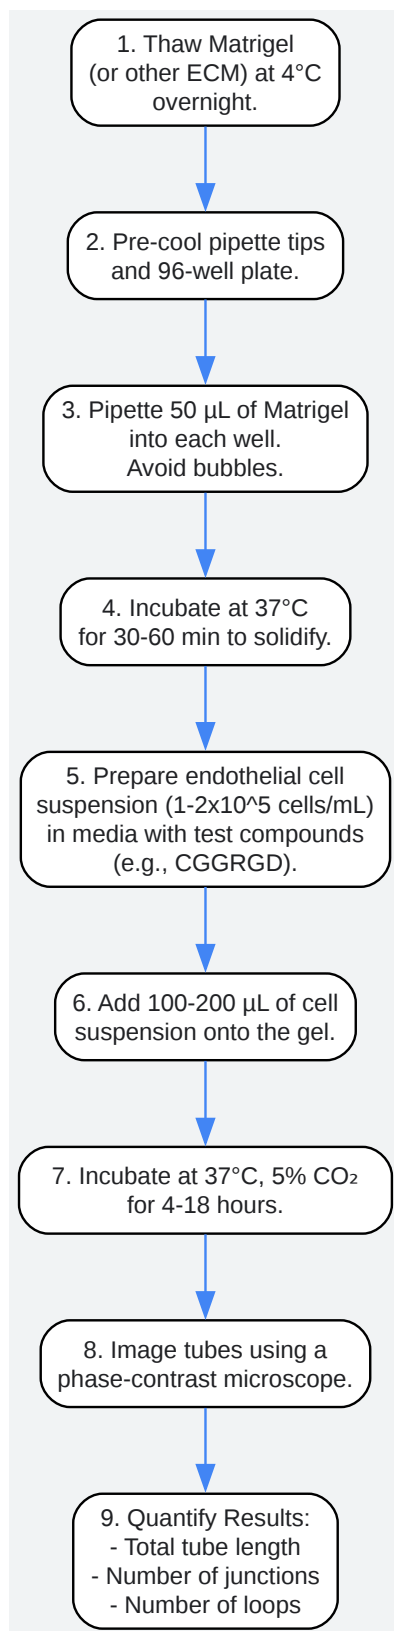 1. Thaw Matrigel
(or other ECM) at 4°C
overnight.
2. Pre-cool pipette tips
and 96-well plate.
3. Pipette 50 µL of Matrigel
into each well.
Avoid bubbles.
4. Incubate at 37°C
for 30-60 min to solidify.
5. Prepare endothelial cell
suspension (1-2x10^5 cells/mL)
in media with test compounds
(e.g., CGGRGD).
6. Add 100-200 µL of cell
suspension onto the gel.
7. Incubate at 37°C, 5% CO₂
for 4-18 hours.
8. Image tubes using a
phase-contrast microscope.
9. Quantify Results:
- Total tube length
- Number of junctions
- Number of loops